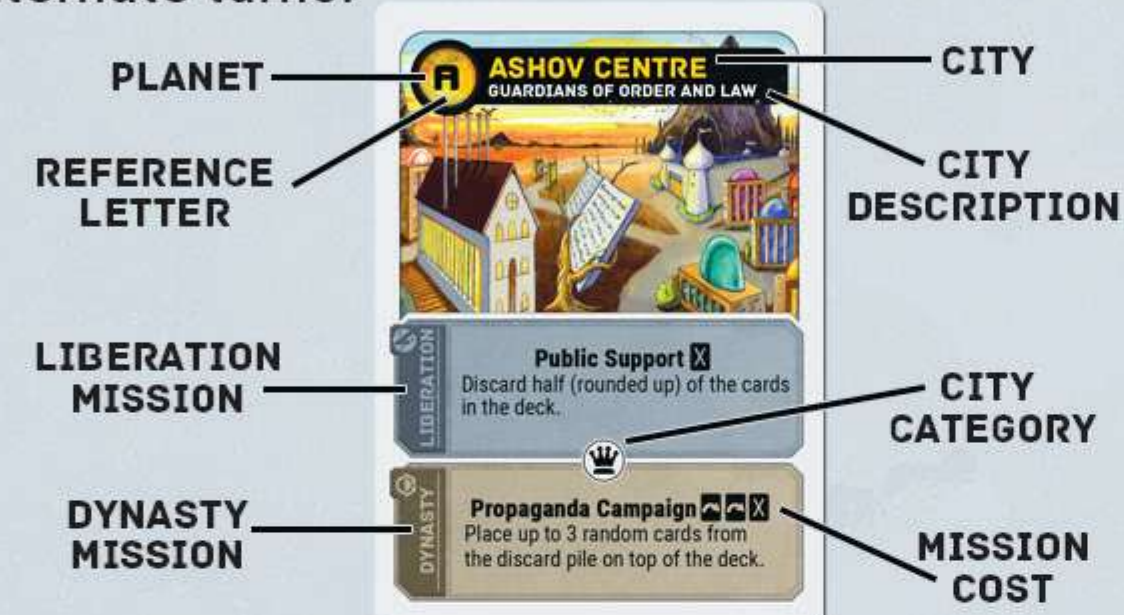 PLANET
REFERENCE
LETTER
LIBERATION
MISSION
DYNASTY
MISSION
A
ASHOV CENTRE
GUARDIANS OF ORDER AND LAW
LIBERATION
Public Support X
Discard half (rounded up) of the cards
in the deck.
DYNASTY
Propaganda Campaign X
Place up to 3 random cards from
the discard pile on top of the deck.
CITY
CITY
DESCRIPTION
CITY
CATEGORY
MISSION
COST